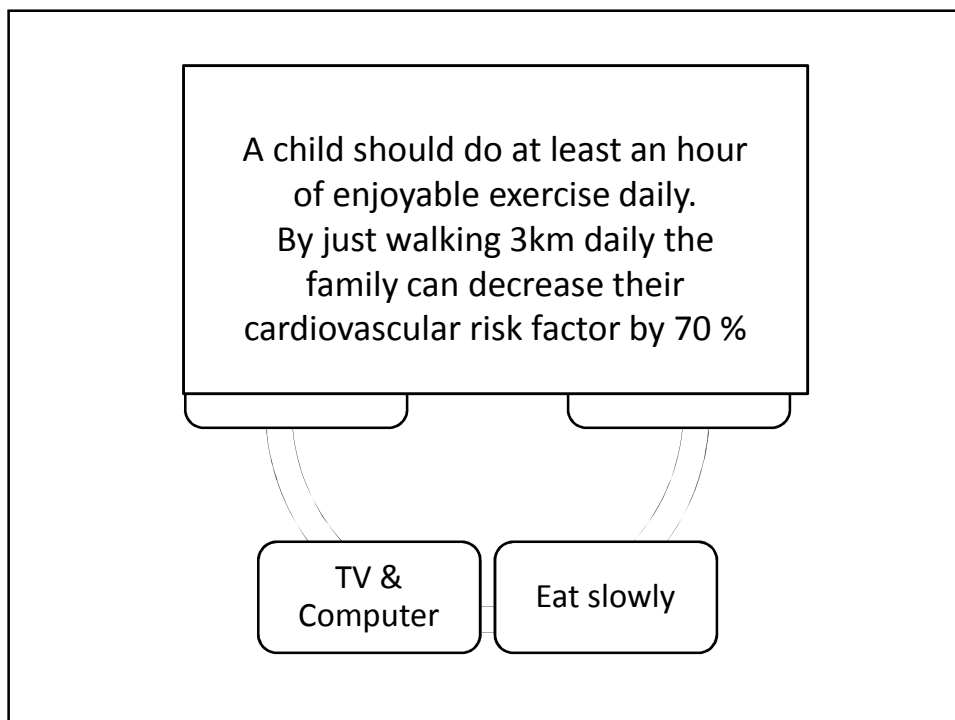 A child should do at least an hour
of enjoyable exercise daily.
By just walking 3km daily the
family can decrease their
cardiovascular risk factor by 70 %
TV &
Computer
Eat slowly